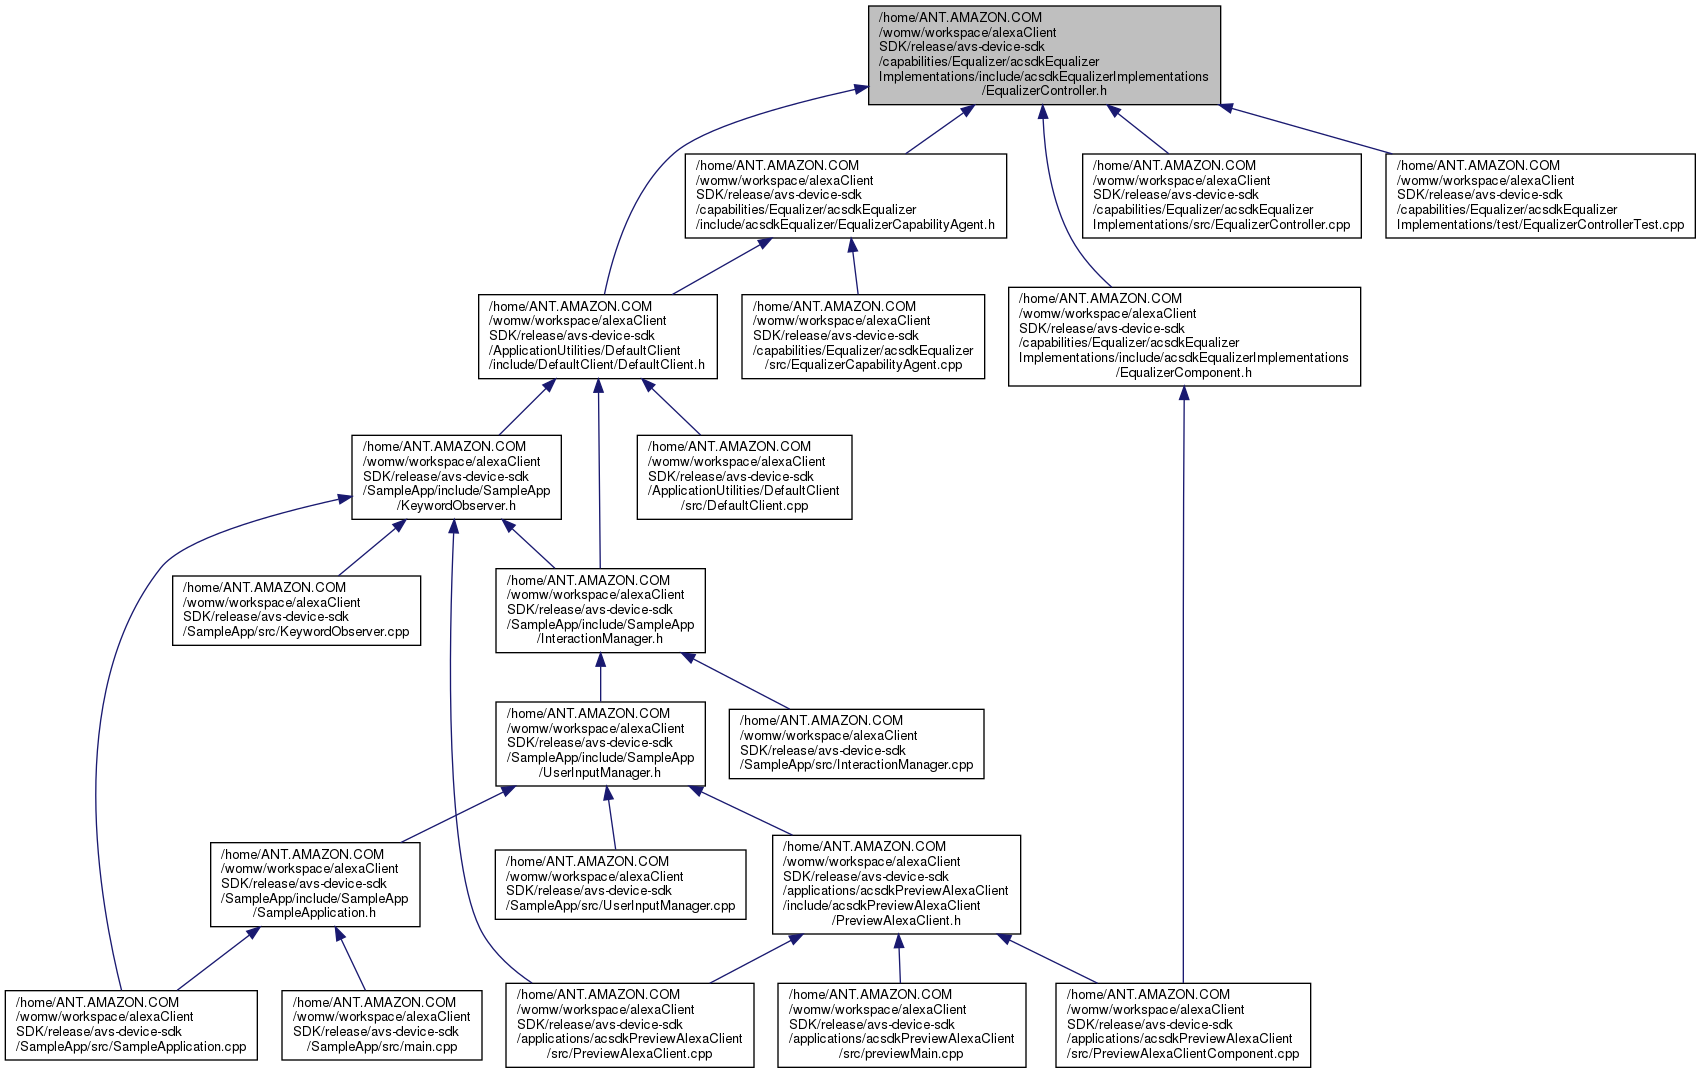 /home/ANT.AMAZON.COM
/womw/workspace/alexaClient
SDK/release/avs-device-sdk
/capabilities/Equalizer/acsdkEqualizer
Implementations/include/acsdkEqualizerImplementations
/EqualizerController.h
/home/ANT.AMAZON.COM
/womw/workspace/alexaClient
SDK/release/avs-device-sdk
/capabilities/Equalizer/acsdkEqualizer
/include/acsdkEqualizer/EqualizerCapabilityAgent.h
/home/ANT.AMAZON.COM
/womw/workspace/alexaClient
SDK/release/avs-device-sdk
/capabilities/Equalizer/acsdkEqualizer
Implementations/src/EqualizerController.cpp
/home/ANT.AMAZON.COM
/womw/workspace/alexaClient
SDK/release/avs-device-sdk
/capabilities/Equalizer/acsdkEqualizer
Implementations/test/EqualizerControllerTest.cpp
/home/ANT.AMAZON.COM
/womw/workspace/alexaClient
SDK/release/avs-device-sdk
/ApplicationUtilities/DefaultClient
/include/DefaultClient/DefaultClient.h
/home/ANT.AMAZON.COM
/womw/workspace/alexaClient
SDK/release/avs-device-sdk
/capabilities/Equalizer/acsdkEqualizer
/src/EqualizerCapabilityAgent.cpp
/home/ANT.AMAZON.COM
/womw/workspace/alexaClient
SDK/release/avs-device-sdk
/capabilities/Equalizer/acsdkEqualizer
Implementations/include/acsdkEqualizerImplementations
/EqualizerComponent.h
/home/ANT.AMAZON.COM
/womw/workspace/alexaClient
SDK/release/avs-device-sdk
/SampleApp/include/SampleApp
/KeywordObserver.h
/home/ANT.AMAZON.COM
/womw/workspace/alexaClient
SDK/release/avs-device-sdk
/ApplicationUtilities/DefaultClient
/src/DefaultClient.cpp
/home/ANT.AMAZON.COM
/womw/workspace/alexaClient
SDK/release/avs-device-sdk
/SampleApp/src/KeywordObserver.cpp
/home/ANT.AMAZON.COM
/womw/workspace/alexaClient
SDK/release/avs-device-sdk
/SampleApp/include/SampleApp
/InteractionManager.h
/home/ANT.AMAZON.COM
/womw/workspace/alexaClient
SDK/release/avs-device-sdk
/SampleApp/include/SampleApp
/UserInputManager.h
/home/ANT.AMAZON.COM
/womw/workspace/alexaClient
SDK/release/avs-device-sdk
/SampleApp/src/InteractionManager.cpp
/home/ANT.AMAZON.COM
/womw/workspace/alexaClient
SDK/release/avs-device-sdk
/SampleApp/include/SampleApp
/SampleApplication.h
/home/ANT.AMAZON.COM
/womw/workspace/alexaClient
SDK/release/avs-device-sdk
/SampleApp/src/UserInputManager.cpp
/home/ANT.AMAZON.COM
/womw/workspace/alexaClient
SDK/release/avs-device-sdk
/applications/acsdkPreviewAlexaClient
/include/acsdkPreviewAlexaClient
/PreviewAlexaClient.h
/home/ANT.AMAZON.COM
/womw/workspace/alexaClient
SDK/release/avs-device-sdk
/SampleApp/src/SampleApplication.cpp
/home/ANT.AMAZON.COM
/womw/workspace/alexaClient
SDK/release/avs-device-sdk
/SampleApp/src/main.cpp
/home/ANT.AMAZON.COM
/womw/workspace/alexaClient
SDK/release/avs-device-sdk
/applications/acsdkPreviewAlexaClient
/src/PreviewAlexaClient.cpp
/home/ANT.AMAZON.COM
/womw/workspace/alexaClient
SDK/release/avs-device-sdk
/applications/acsdkPreviewAlexaClient
/src/previewMain.cpp
/home/ANT.AMAZON.COM
/womw/workspace/alexaClient
SDK/release/avs-device-sdk
/applications/acsdkPreviewAlexaClient
/src/PreviewAlexaClientComponent.cpp